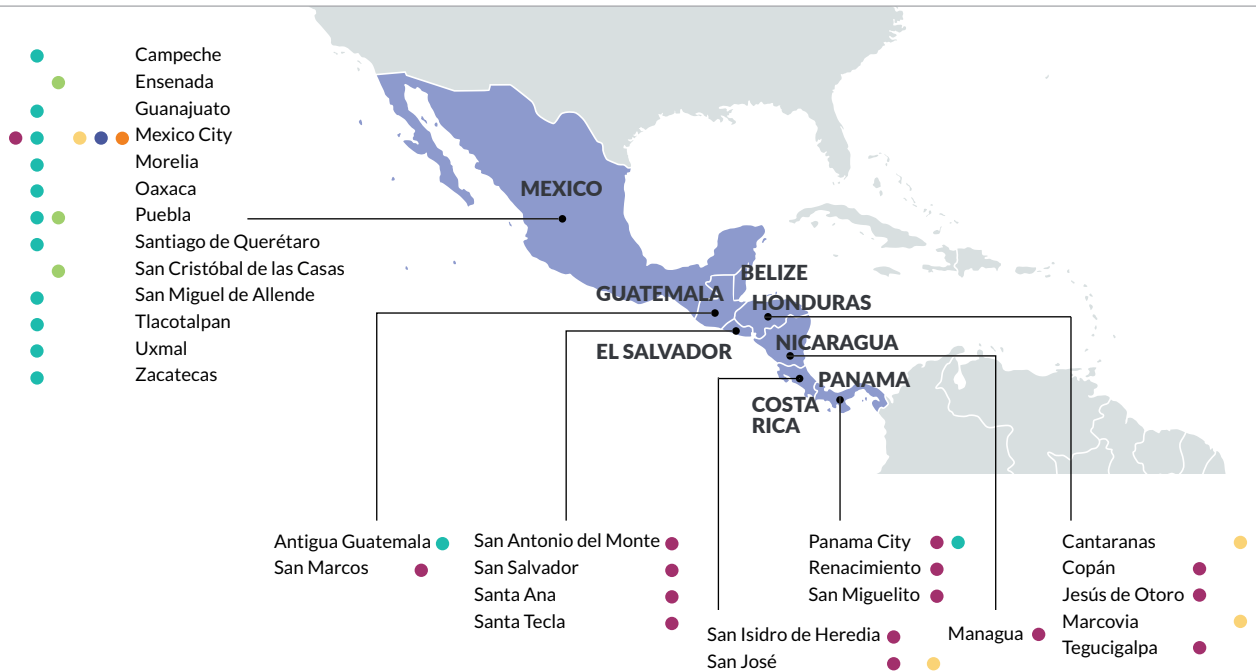 Campeche
Ensenada
Guanajuato
Mexico City
Morelia
Oaxaca
Puebla
Santiago de Querétaro
San Cristóbal de las Casas
San Miguel de Allende
Tlacotalpan
Uxmal
Zacatecas
MEXICO
BELIZE
GUATEMALA
HONDURAS
EL SALVADOR
NICARAGUA
PANAMA
COSTA
RICA
Antigua Guatemala
San Marcos
San Antonio del Monte
San Salvador
Santa Ana
Santa Tecla
San Isidro de Heredia
San José
Panama City
Renacimiento
San Miguelito
Managua
Cantaranas
Copán
Jesús de Otoro
Marcovia
Tegucigalpa